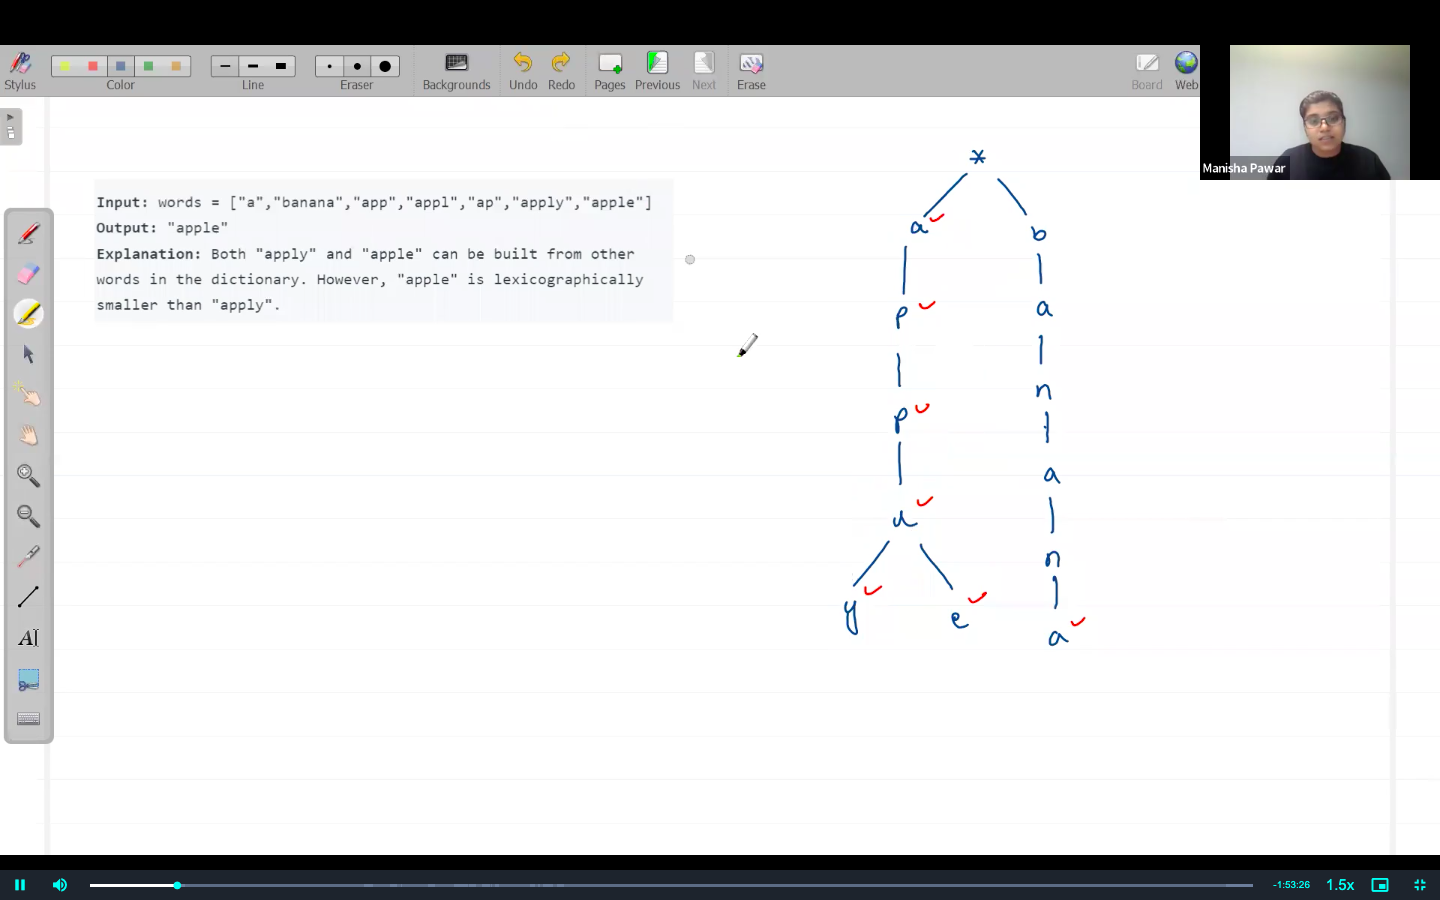 Stylus
Color
Line
Eraser
Backgrounds
Undo
Redo
Pages
Previous
Next
Erase
Board
Web
Manisha Pawar
Input: words = ["a","banana","app","appl","ap","apply","apple"]
Output: "apple"
Explanation: Both "apply" and "apple" can be built from other
words in the dictionary. However, "apple" is lexicographically
smaller than "apply".
*
a b
p a
p n
l a
y e n
a
AI
-1:53:26
1.5x